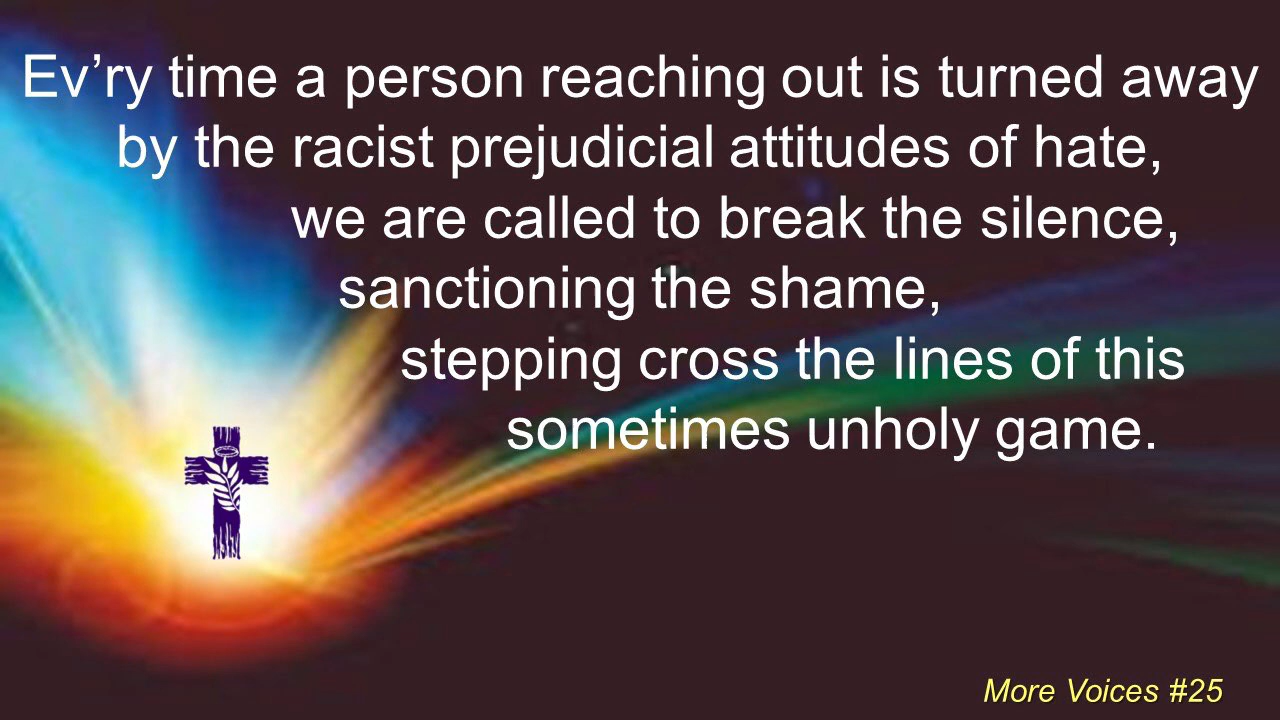 Ev’ry time a person reaching out is turned away
by the racist prejudicial attitudes of hate,
we are called to break the silence,
sanctioning the shame,
stepping cross the lines of this
sometimes unholy game.
More Voices #25